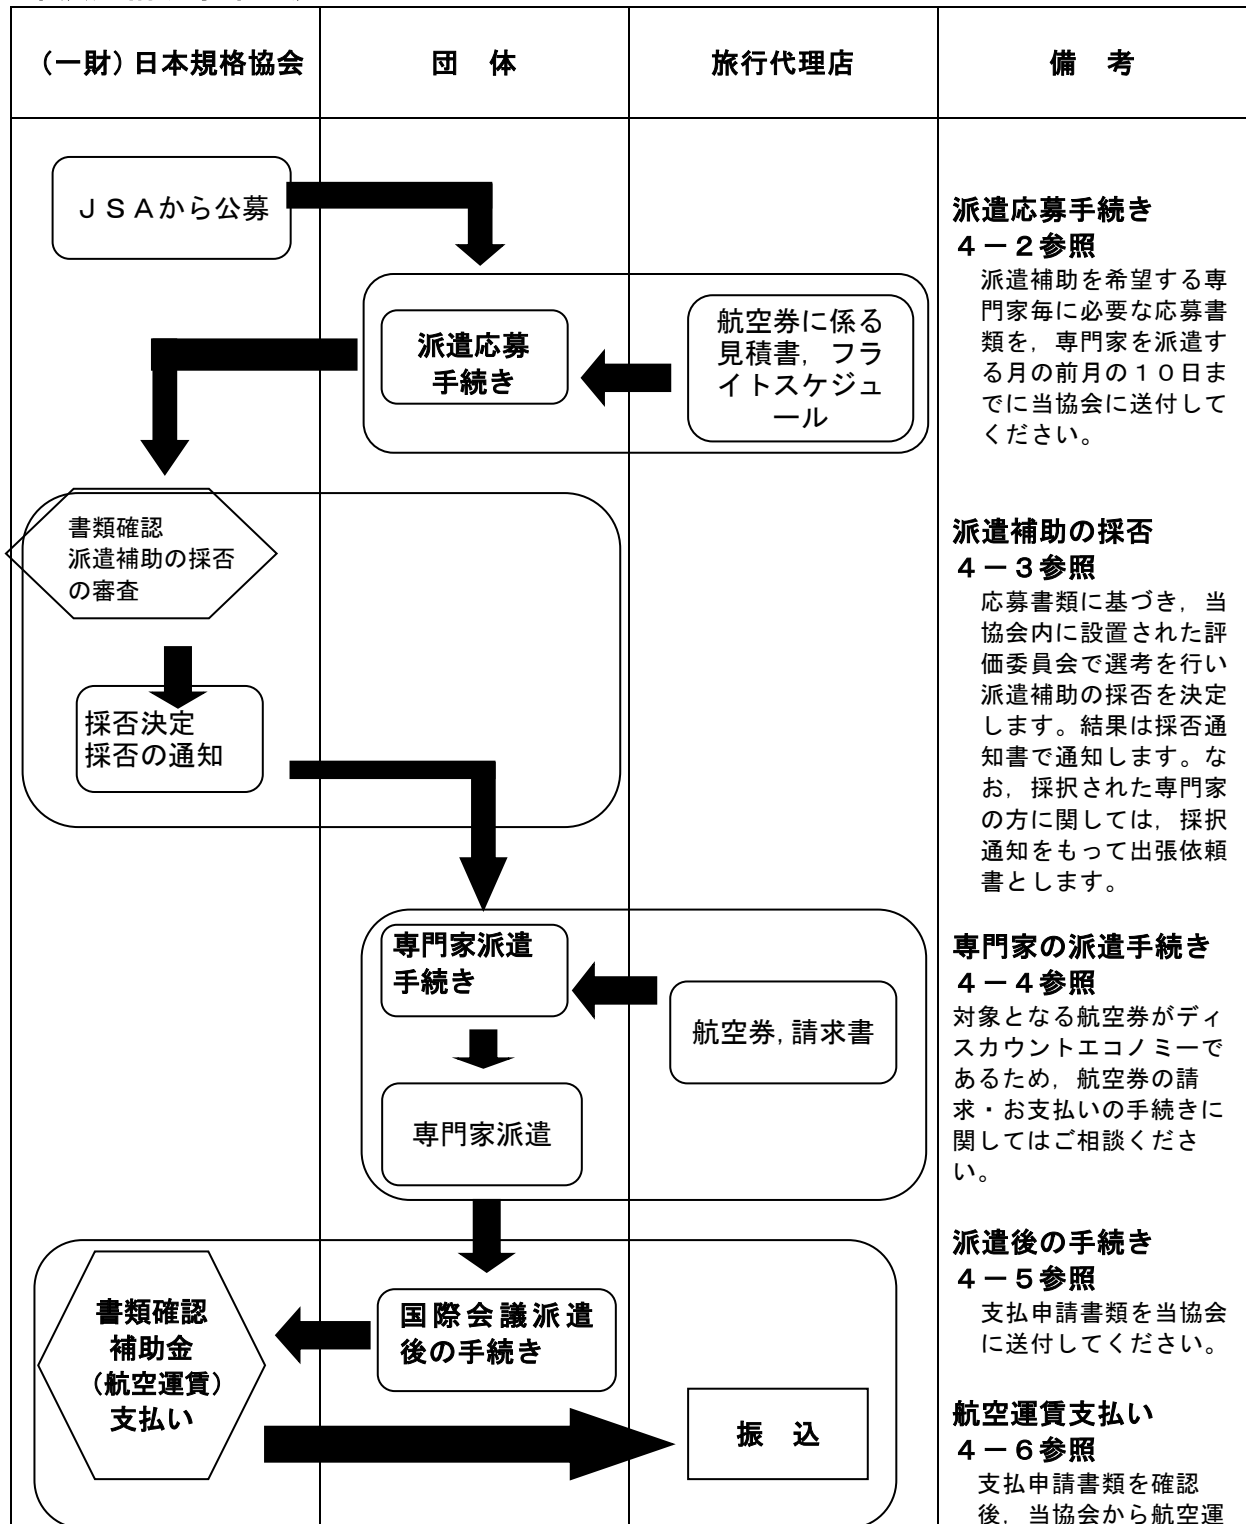 （一財）日本規格協会
団　体
旅行代理店
備　考
ＪＳＡから公募
派遣応募
手続き
航空券に係る
見積書，フラ
イトスケジュ
ール
派遣応募手続き
４－２参照
派遣補助を希望する専
門家毎に必要な応募書
類を，専門家を派遣す
る月の前月の１０日ま
でに当協会に送付して
ください。
書類確認
派遣補助の採否
の審査
採否決定
採否の通知
派遣補助の採否
４－３参照
応募書類に基づき，当
協会内に設置された評
価委員会で選考を行い
派遣補助の採否を決定
します。結果は採否通
知書で通知します。な
お，採択された専門家
の方に関しては，採択
通知をもって出張依頼
書とします。
専門家派遣
手続き
航空券,請求書
専門家派遣
専門家の派遣手続き
４－４参照
対象となる航空券がディ
スカウントエコノミーで
あるため，航空券の請
求・お支払いの手続きに
関してはご相談くださ
い。
国際会議派遣
後の手続き
書類確認
補助金
（航空運賃）
支払い
振　込
派遣後の手続き
４－５参照
支払申請書類を当協会
に送付してください。
航空運賃支払い
４－６参照
支払申請書類を確認
後，当協会から航空運